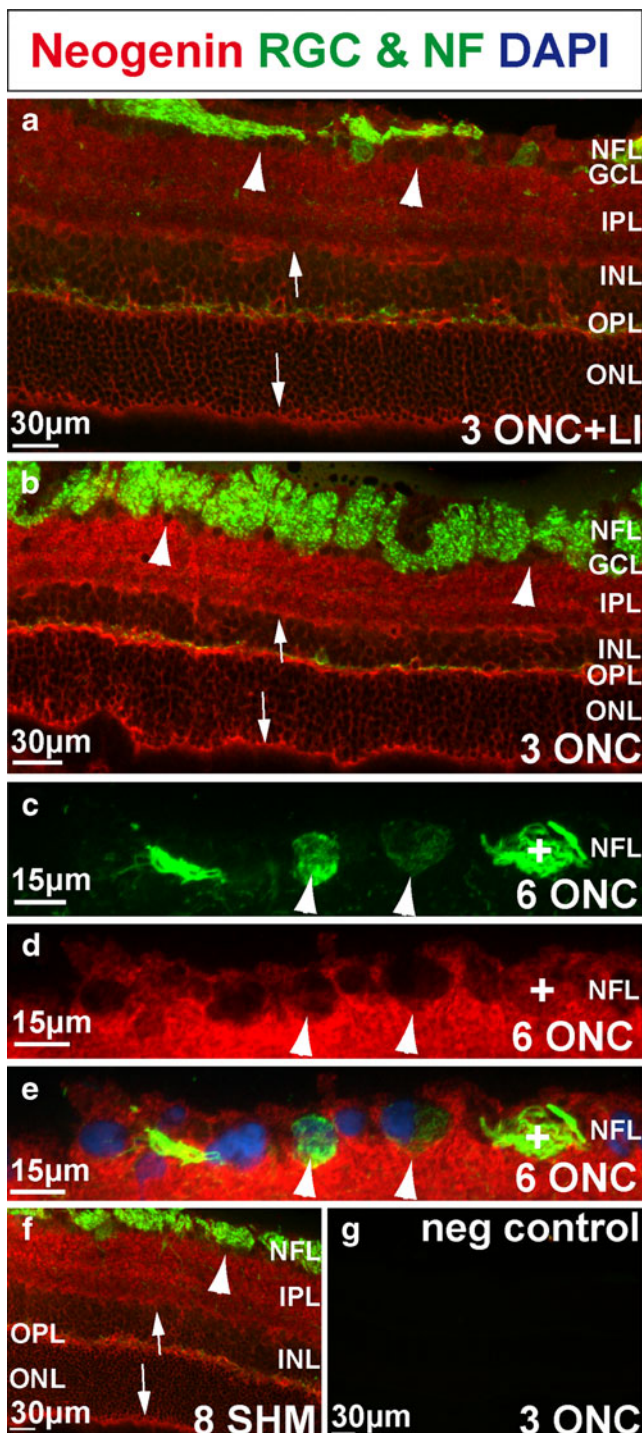 Neogenin RGC & NF DAPI
a
NFL
GCL
IPL
INL
OPL
ONL
30µm
3 ONC+LI
b
NFL
GCL
IPL
INL
OPL
ONL
30µm
3 ONC
c
NFL
15µm
6 ONC
d
NFL
15µm
6 ONC
e
NFL
15µm
6 ONC
f
NFL
IPL
OPL
INL
ONL
30µm
8 SHM
g
neg control
30µm
3 ONC